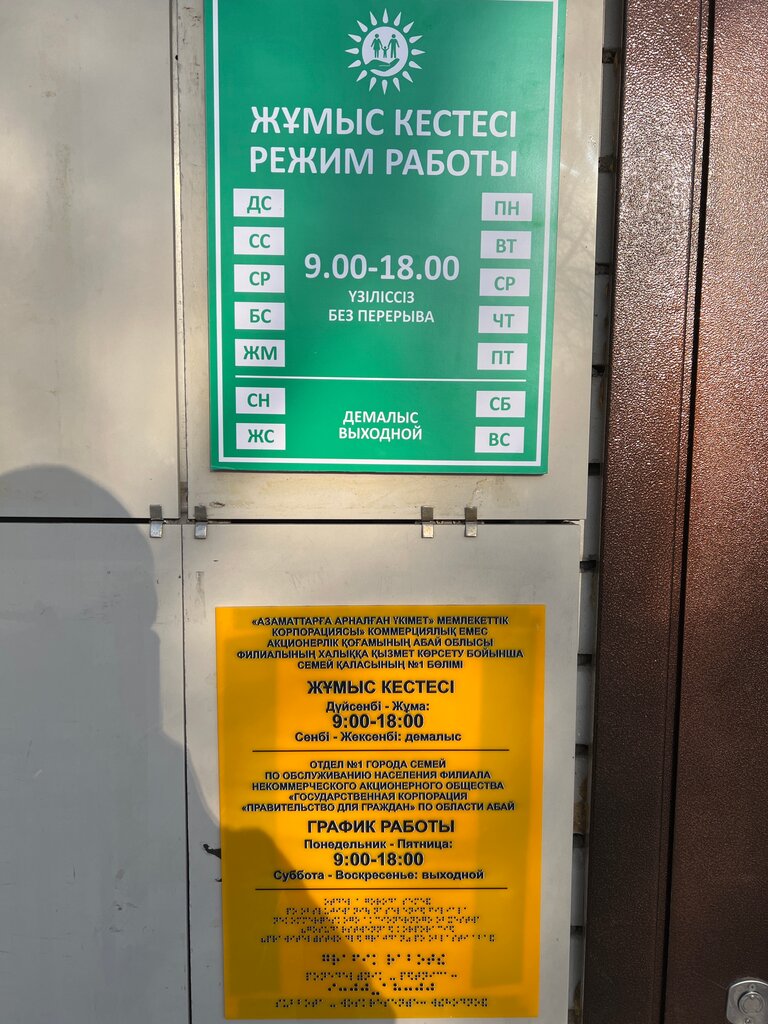 ЖҰМЫС КЕСТЕСІ
РЕЖИМ РАБОТЫ
ДС
ПН
СС
ВТ
СР
СР
БС
ЧТ
ЖМ
ПТ
9.00-18.00
ҮЗІЛІССІЗ
БЕЗ ПЕРЕРЫВА
СН
СБ
ЖС
ВС
ДЕМАЛЫС
ВЫХОДНОЙ
«АЗАМАТТАРҒА АРНАЛҒАН ҮКІМЕТ» МЕМЛЕКЕТТІК
КОРПОРАЦИЯСЫ» КОММЕРЦИЯЛЫҚ ЕМЕС
АКЦИОНЕРЛІК ҚОҒАМЫНЫҢ АБАЙ ОБЛЫСЫ
ФИЛИАЛЫНЫҢ ХАЛЫҚҚА ҚЫЗМЕТ КӨРСЕТУ БОЙЫНША
СЕМЕЙ ҚАЛАСЫНЫҢ №1 БӨЛІМІ
ЖҰМЫС КЕСТЕСІ
Дүйсенбі - Жұма:
9:00-18:00
Сенбі - Жексенбі: демалыс
ОТДЕЛ №1 ГОРОДА СЕМЕЙ
ПО ОБСЛУЖИВАНИЮ НАСЕЛЕНИЯ ФИЛИАЛА
НЕКОММЕРЧЕСКОГО АКЦИОНЕРНОГО ОБЩЕСТВА
«ГОСУДАРСТВЕННАЯ КОРПОРАЦИЯ
«ПРАВИТЕЛЬСТВО ДЛЯ ГРАЖДАН» ПО ОБЛАСТИ АБАЙ
ГРАФИК РАБОТЫ
Понедельник - Пятница:
9:00-18:00
Суббота - Воскресенье: выходной